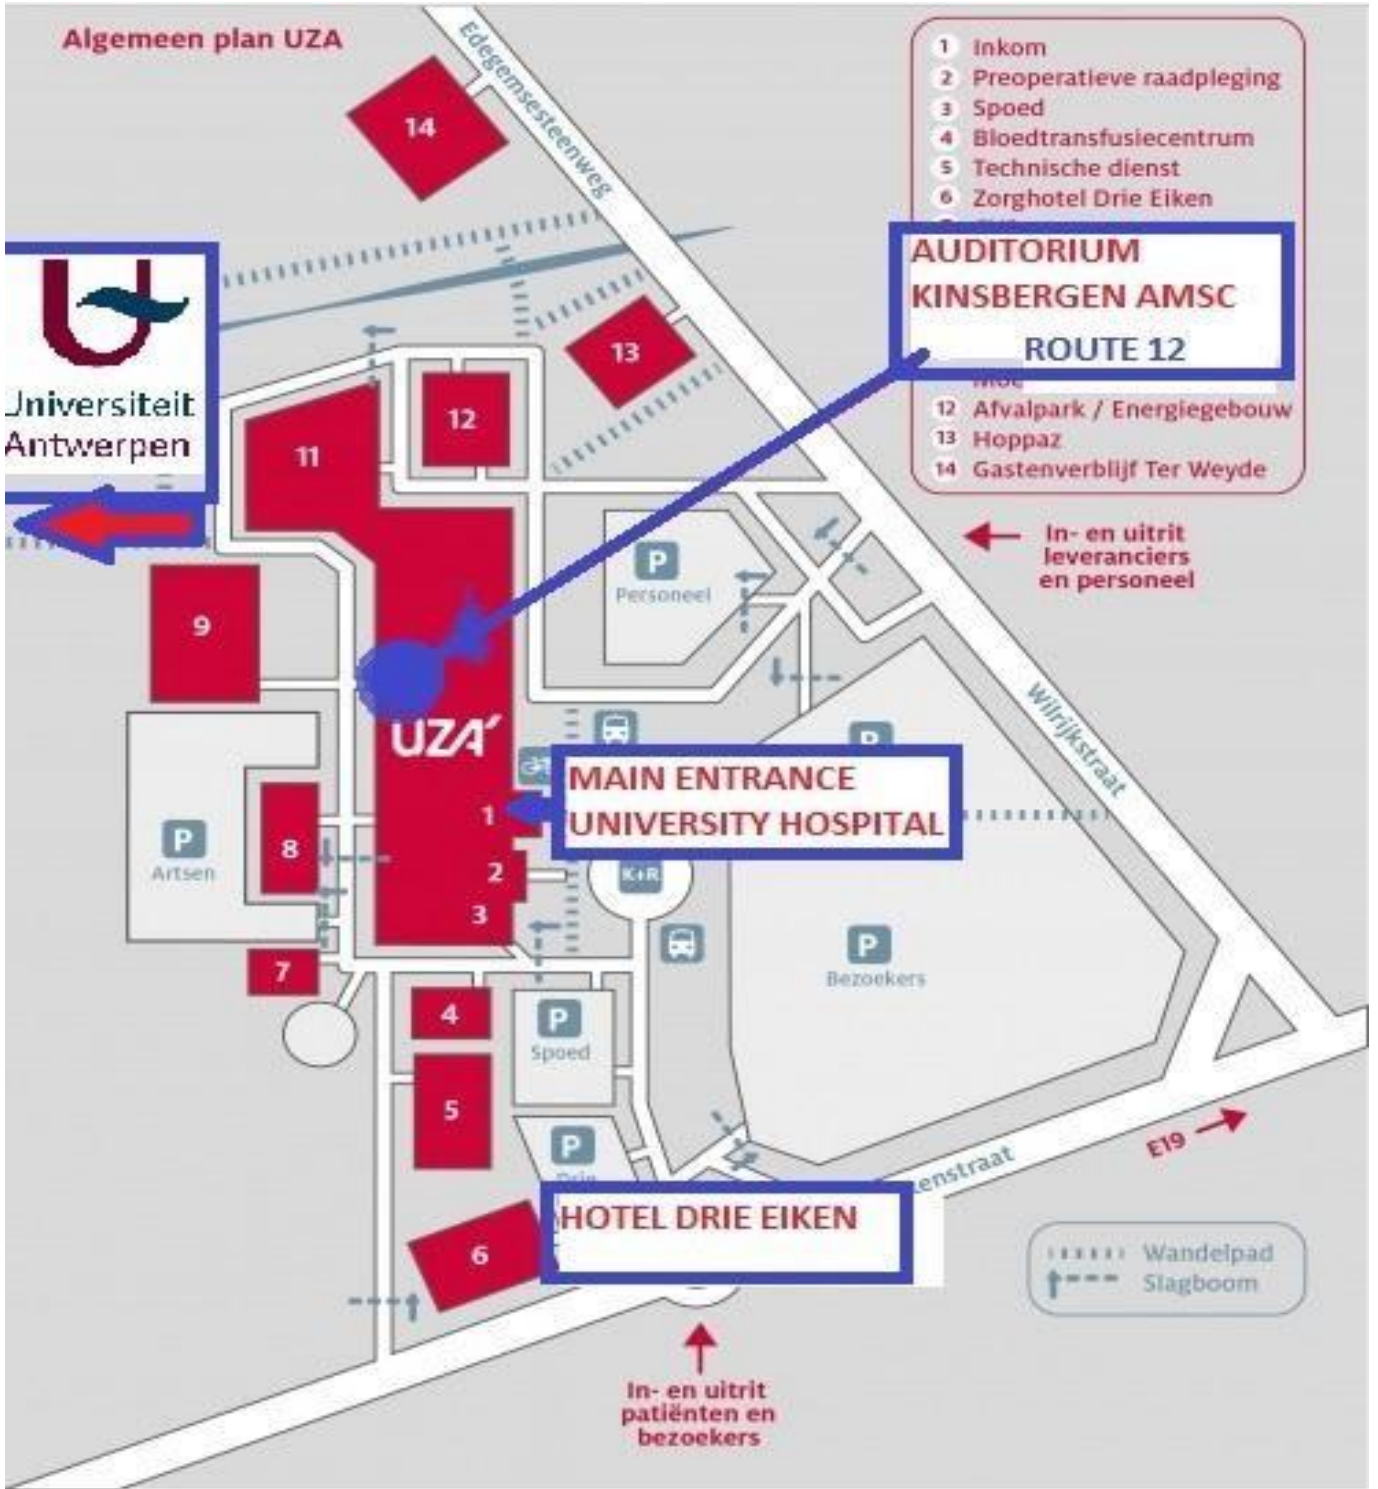 Algemeen plan UZA
Edegemsesteenweg
1 Inkom
2 Preoperatieve raadpleging
3 Spoed
4 Bloedtransfusiecentrum
5 Technische dienst
6 Zorghotel Drie Eiken
AUDITORIUM
KINSBERGEN AMSC
ROUTE 12
12 Afvalpark / Energiegebouw
13 Hoppaz
14 Gastenverblijf Ter Weyde
In- en uitrit
leveranciers
en personeel
Universiteit
Antwerpen
14
13
12
11
P
Personeel
9
UZA
Wilrijkstraat
P
MAIN ENTRANCE
UNIVERSITY HOSPITAL
1
P
Artsen
8
2
K+R
3
P
Bezoekers
7
4
P
Spoed
5
P
E19
HOTEL DRIE EIKEN
6
Wandelpad
Slagboom
In- en uitrit
patiënten en
bezoekers